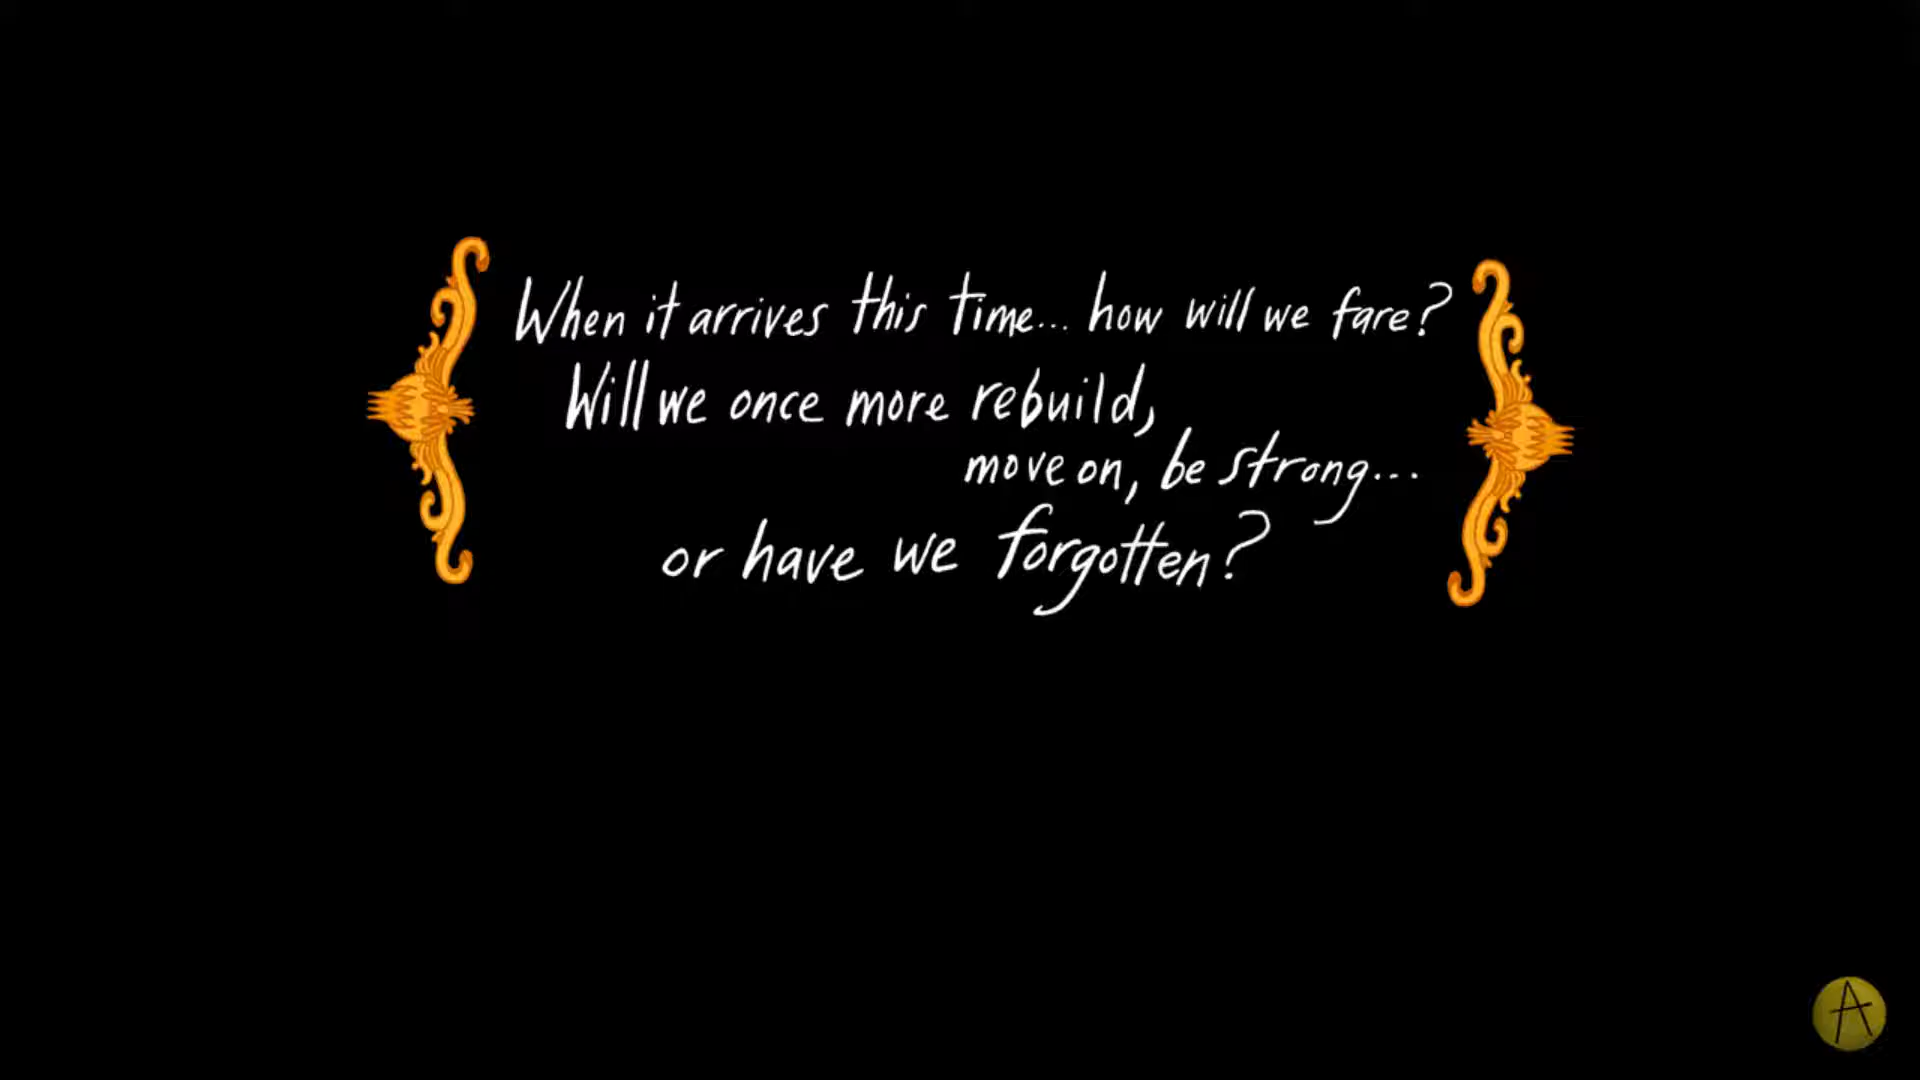 When it arrives this time... how will we fare?
Will we once more rebuild,
move on, be strong...
or have we forgotten?
A